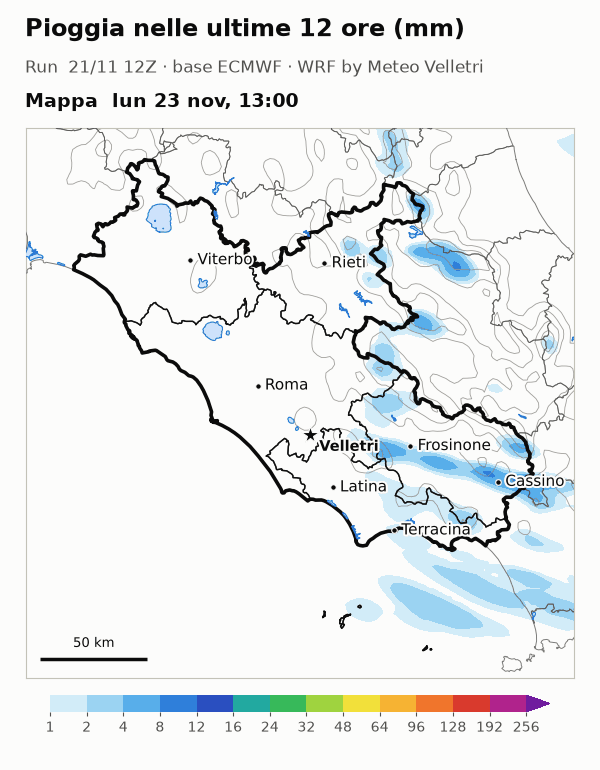 Pioggia nelle ultime 12 ore (mm)
Run  21/11 12Z · base ECMWF · WRF by Meteo Velletri
Mappa  lun 23 nov, 13:00
Viterbo
Rieti
Roma
Velletri
Frosinone
Cassino
Latina
Terracina
50 km
1 2 4 8 12 16 24 32 48 64 96 128 192 256